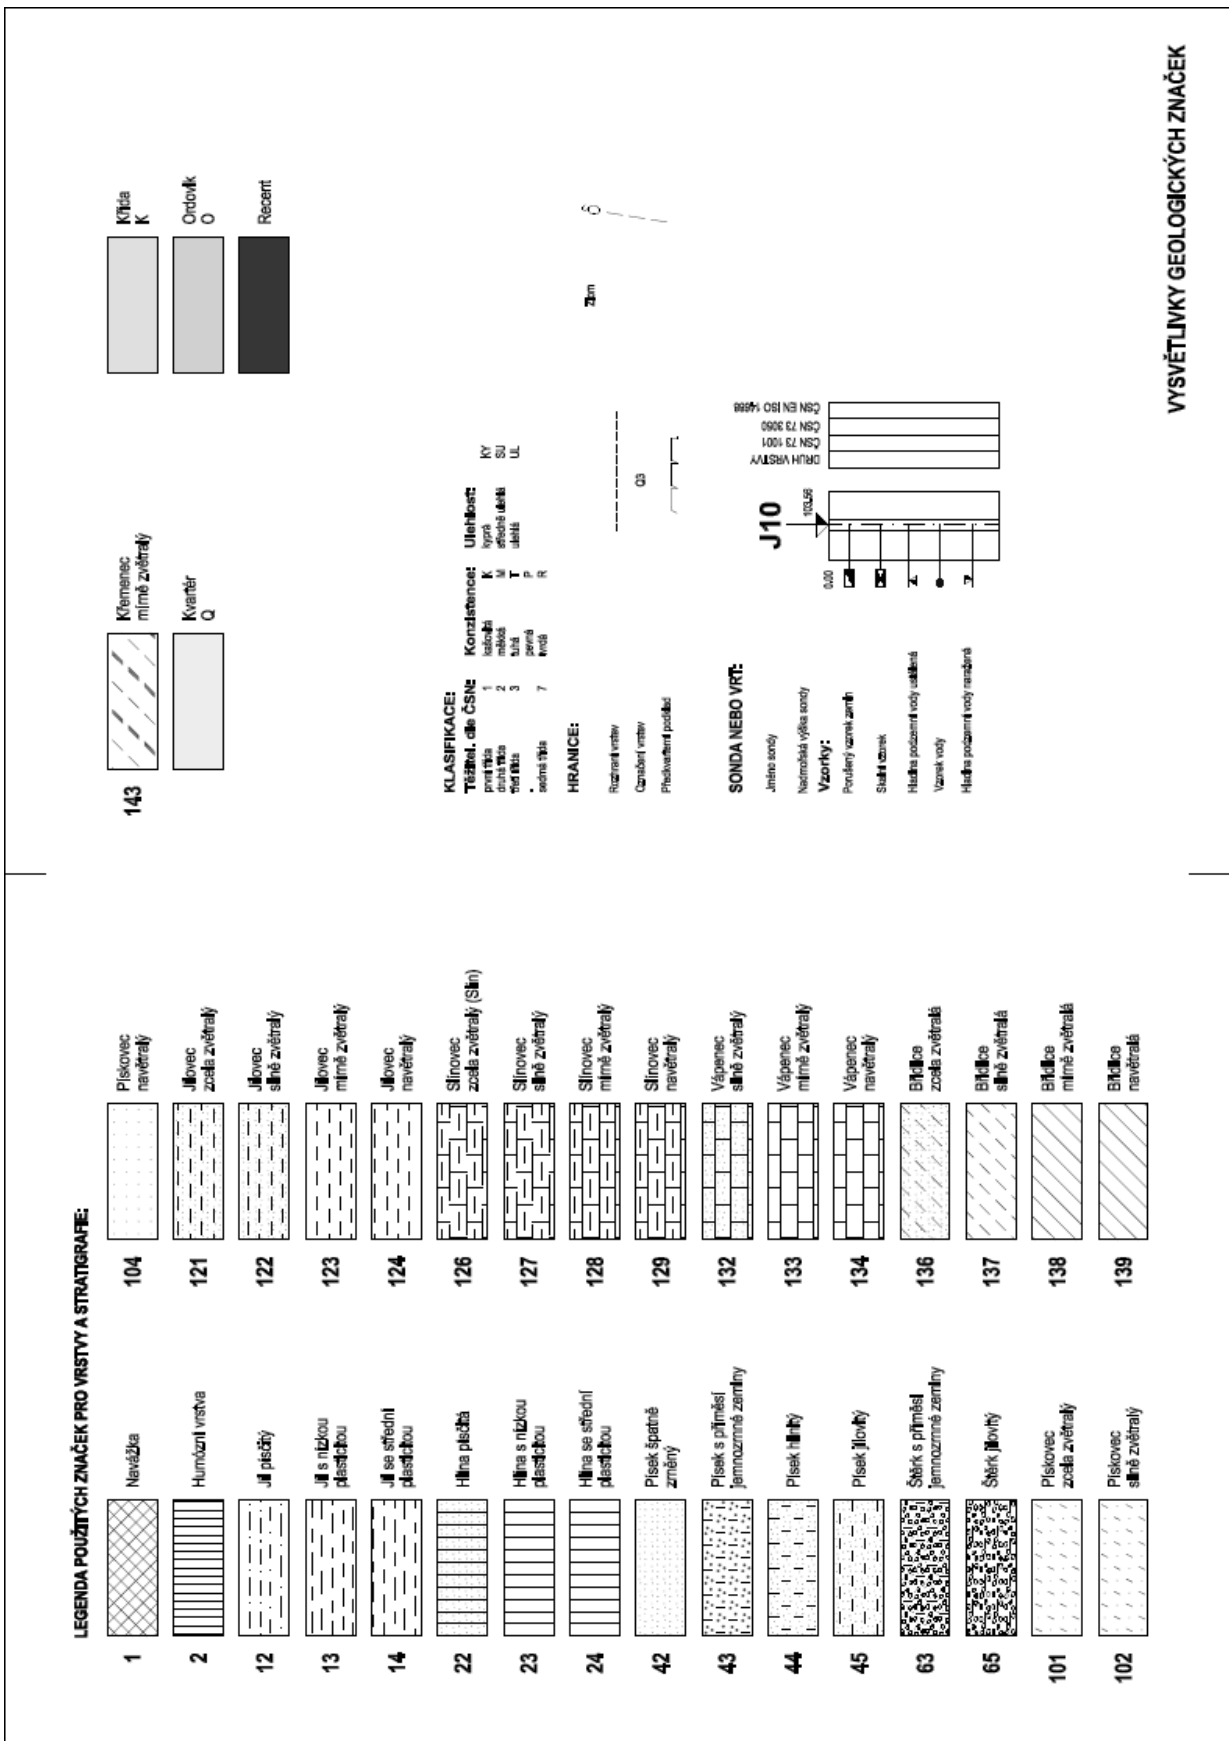 LEGENDA POUŽITÝCH ZNAČEK PRO VRSTVY A STRATIGRAFIE:
1 Navážka
2 Humózní vrstva
12 Jíl písčitý
13 Jíl s nízkou
plasticitou
14 Jíl se střední
plasticitou
22 Hlína písčitá
23 Hlína s nízkou
plasticitou
24 Hlína se střední
plasticitou
42 Písek špatně
zrněný
43 Písek s příměsí
jemnozrnné zeminy
44 Písek hlinitý
45 Písek jílovitý
63 Štěrk s příměsí
jemnozrnné zeminy
65 Štěrk jílovitý
101 Pískovec
zcela zvětralý
102 Pískovec
silně zvětralý
104 Pískovec
navětralý
121 Jílovec
zcela zvětralý
122 Jílovec
silně zvětralý
123 Jílovec
mírně zvětralý
124 Jílovec
navětralý
126 Slínovec
zcela zvětralý (Slín)
127 Slínovec
silně zvětralý
128 Slínovec
mírně zvětralý
129 Slínovec
navětralý
132 Vápenec
silně zvětralý
133 Vápenec
mírně zvětralý
134 Vápenec
navětralý
136 Břidlice
zcela zvětralá
137 Břidlice
silně zvětralá
138 Břidlice
mírně zvětralá
139 Břidlice
navětralá
143 Křemenec
mírně zvětralý
Kvartér
Q
Křída
K
Ordovik
O
Recent
KLASIFIKACE:
Těžitel. dle ČSN: Konzistence: Ulehlost:
první třída 1 kašovitá K kyprá KY
druhá třída 2 měkká M středně ulehlá SU
třetí třída 3 tuhá T ulehlá UL
pevná P
sedmá třída 7 tvrdá R
HRANICE:
Rozhraní vrstev
Označení vrstev Q3
Předkvarterní podklad
Zlom 6
SONDA NEBO VRT:
Jméno sondy J10
Nadmořská výška sondy 103,56
Vzorky: 0.00
Porušený vzorek zemin
Skalní vzorek
Hladina podzemní vody ustálená
Vzorek vody
Hladina podzemní vody naražená
DRUH VRSTVY
ČSN 73 1001
ČSN 73 3050
ČSN EN ISO 14688
VYSVĚTLIVKY GEOLOGICKÝCH ZNAČEK